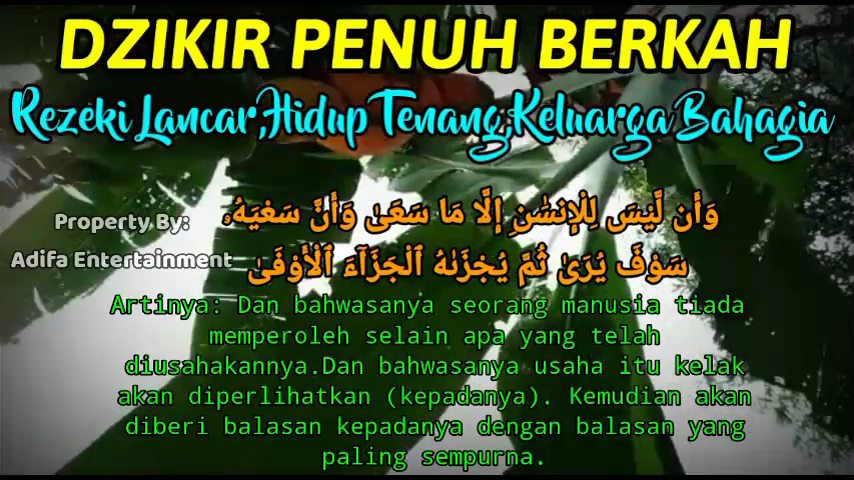 DZIKIR PENUH BERKAH
Rezeki Lancar,Hidup Tenang,Keluarga Bahagia
وَأَن لَّيْسَ لِلْإِنسَٰنِ إِلَّا مَا سَعَىٰ وَأَنَّ سَعْيَهُۥ
سَوْفَ يُرَىٰ ثُمَّ يُجْزَىٰهُ ٱلْجَزَآءَ ٱلْأَوْفَىٰ
Property By:
Adifa Entertainment
Artinya: Dan bahwasanya seorang manusia tiada
memperoleh selain apa yang telah
diusahakannya.Dan bahwasanya usaha itu kelak
akan diperlihatkan (kepadanya). Kemudian akan
diberi balasan kepadanya dengan balasan yang
paling sempurna.